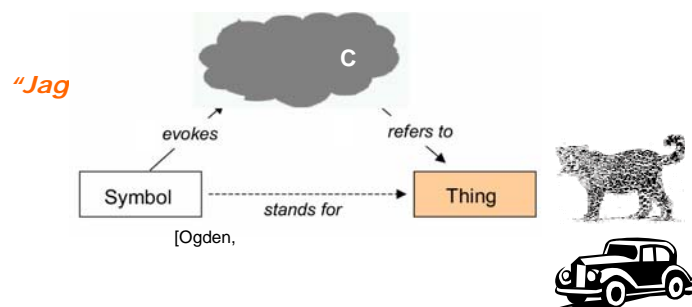 C
“Jag
evokes
refers to
Symbol
Thing
stands for
[Ogden,